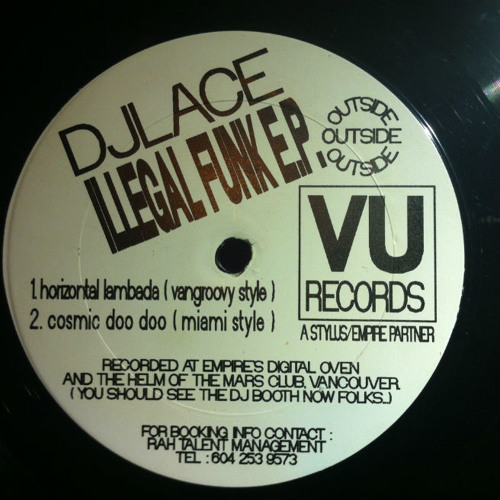 DJLACE
ILLEGAL FUNK E.P.
OUTSIDE
OUTSIDE
OUTSIDE
VU
RECORDS
A STYLUS/EMPIRE PARTNER
1. horizontal lambada ( vangroovy style )
2. cosmic doo doo ( miami style )
RECORDED AT EMPIRE'S DIGITAL OVEN
AND THE HELM OF THE MARS CLUB, VANCOUVER.
( YOU SHOULD SEE THE DJ BOOTH NOW FOLKS...)
FOR BOOKING INFO CONTACT :
RAH TALENT MANAGEMENT
TEL : 604 253 9573